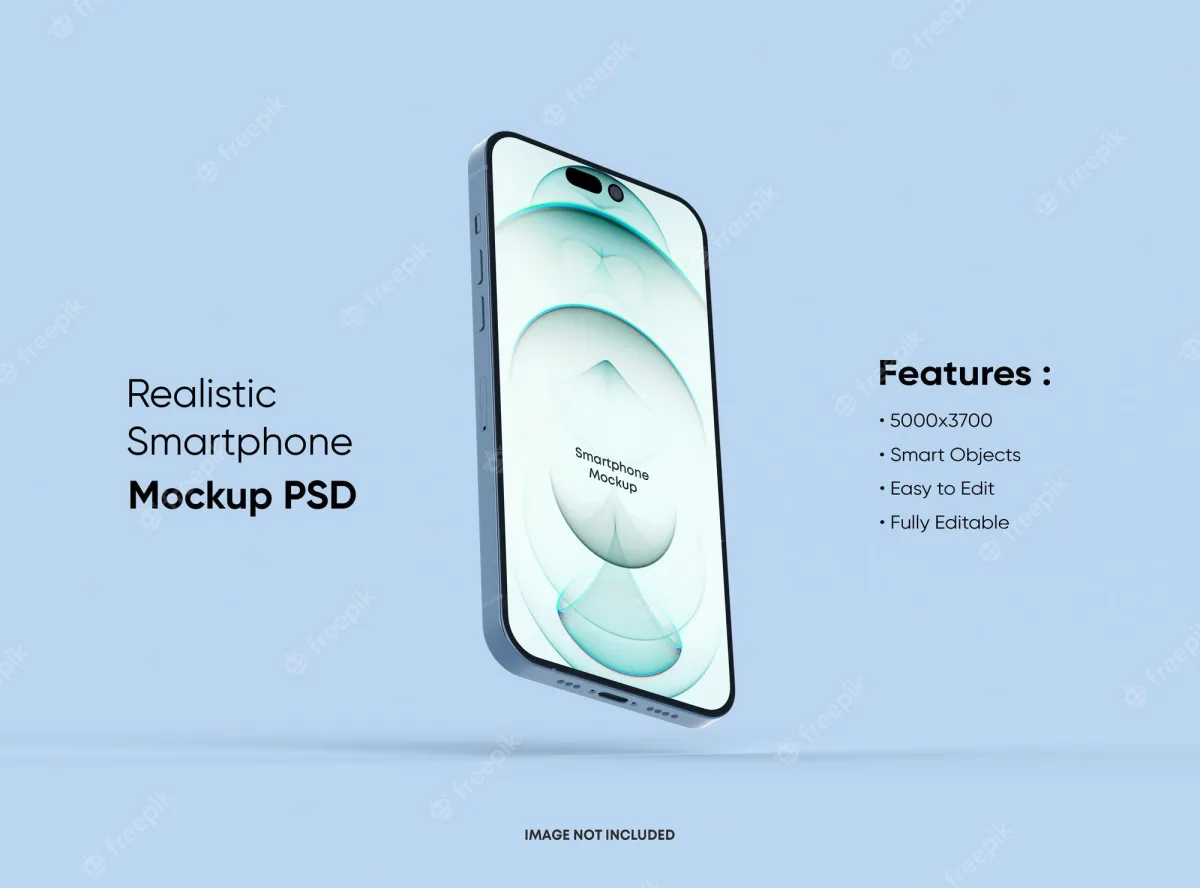 Realistic
Smartphone
Mockup PSD
Smartphone
Mockup
Features :
• 5000x3700
• Smart Objects
• Easy to Edit
• Fully Editable
IMAGE NOT INCLUDED
freepik